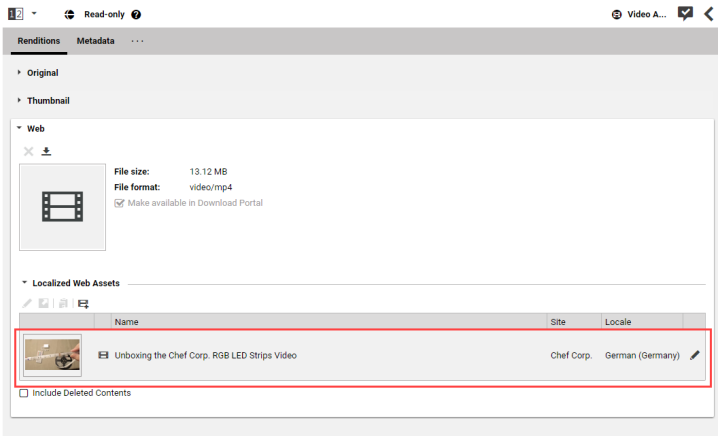 12 Read-only Video A...
Renditions Metadata ...
Original
Thumbnail
Web
File size: 13.12 MB
File format: video/mp4
Make available in Download Portal
Localized Web Assets
Name Site Locale
Unboxing the Chef Corp. RGB LED Strips Video Chef Corp. German (Germany)
Include Deleted Contents